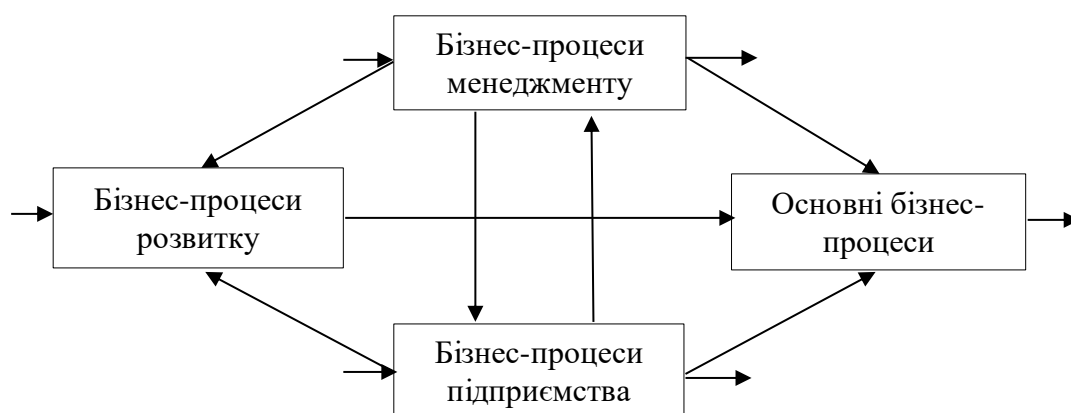 Бізнес-процеси
менеджменту
Бізнес-процеси
розвитку
Основні бізнес-
процеси
Бізнес-процеси
підприємства